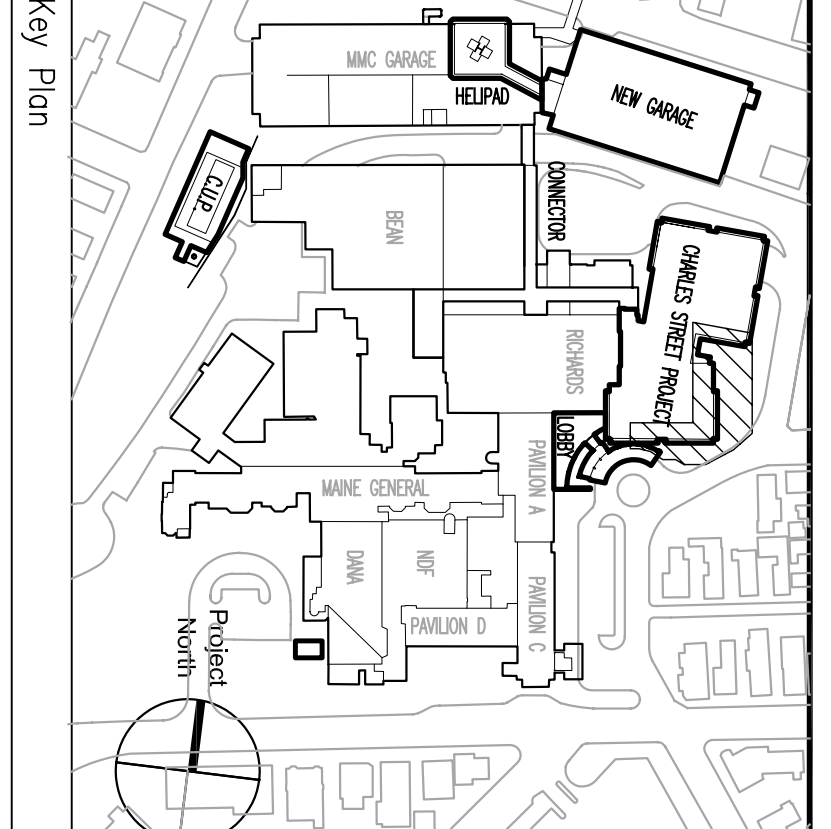 Key Plan
MMC GARAGE
HELIPAD
NEW GARAGE
C.U.P.
BEAN
CONNECTOR
CHARLES STREET PROJECT
RICHARDS
LOBBY
PAVILION A
MAINE GENERAL
DANA
NDF
PAVILION C
PAVILION D
Project
North